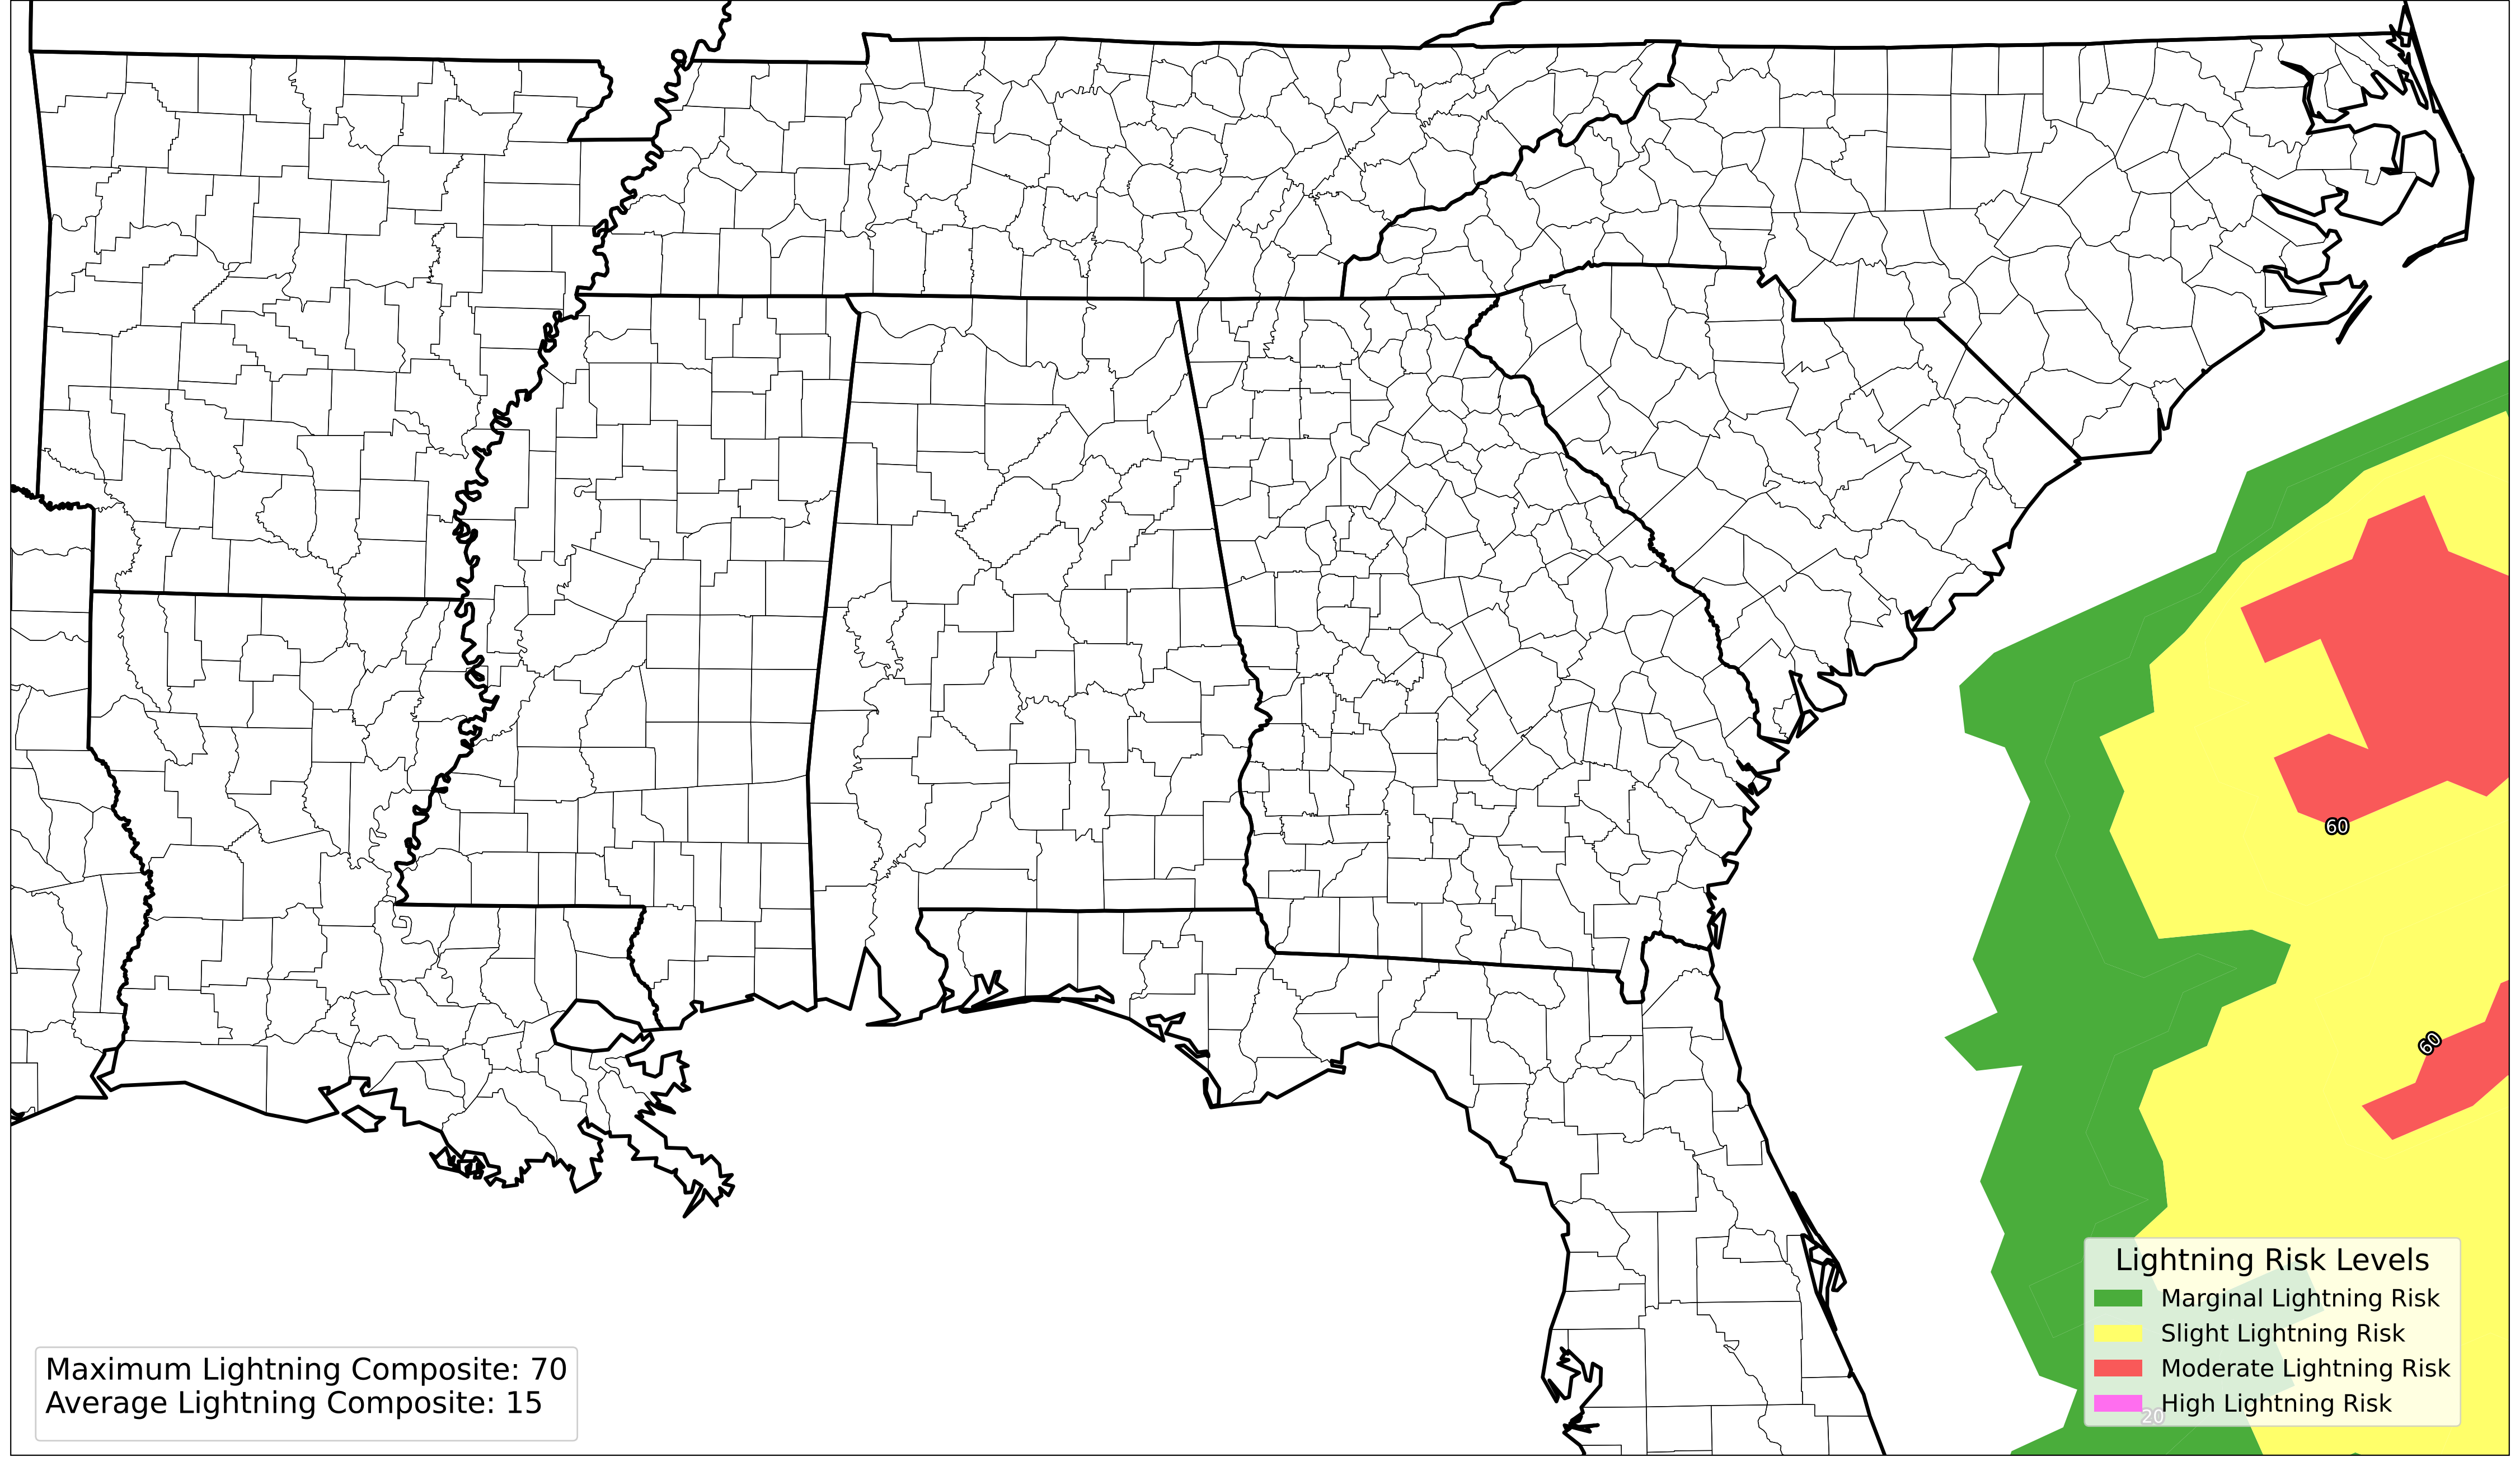 60
60
Lightning Risk Levels
Marginal Lightning Risk
Slight Lightning Risk
Moderate Lightning Risk
High Lightning Risk
20
Maximum Lightning Composite: 70
Average Lightning Composite: 15